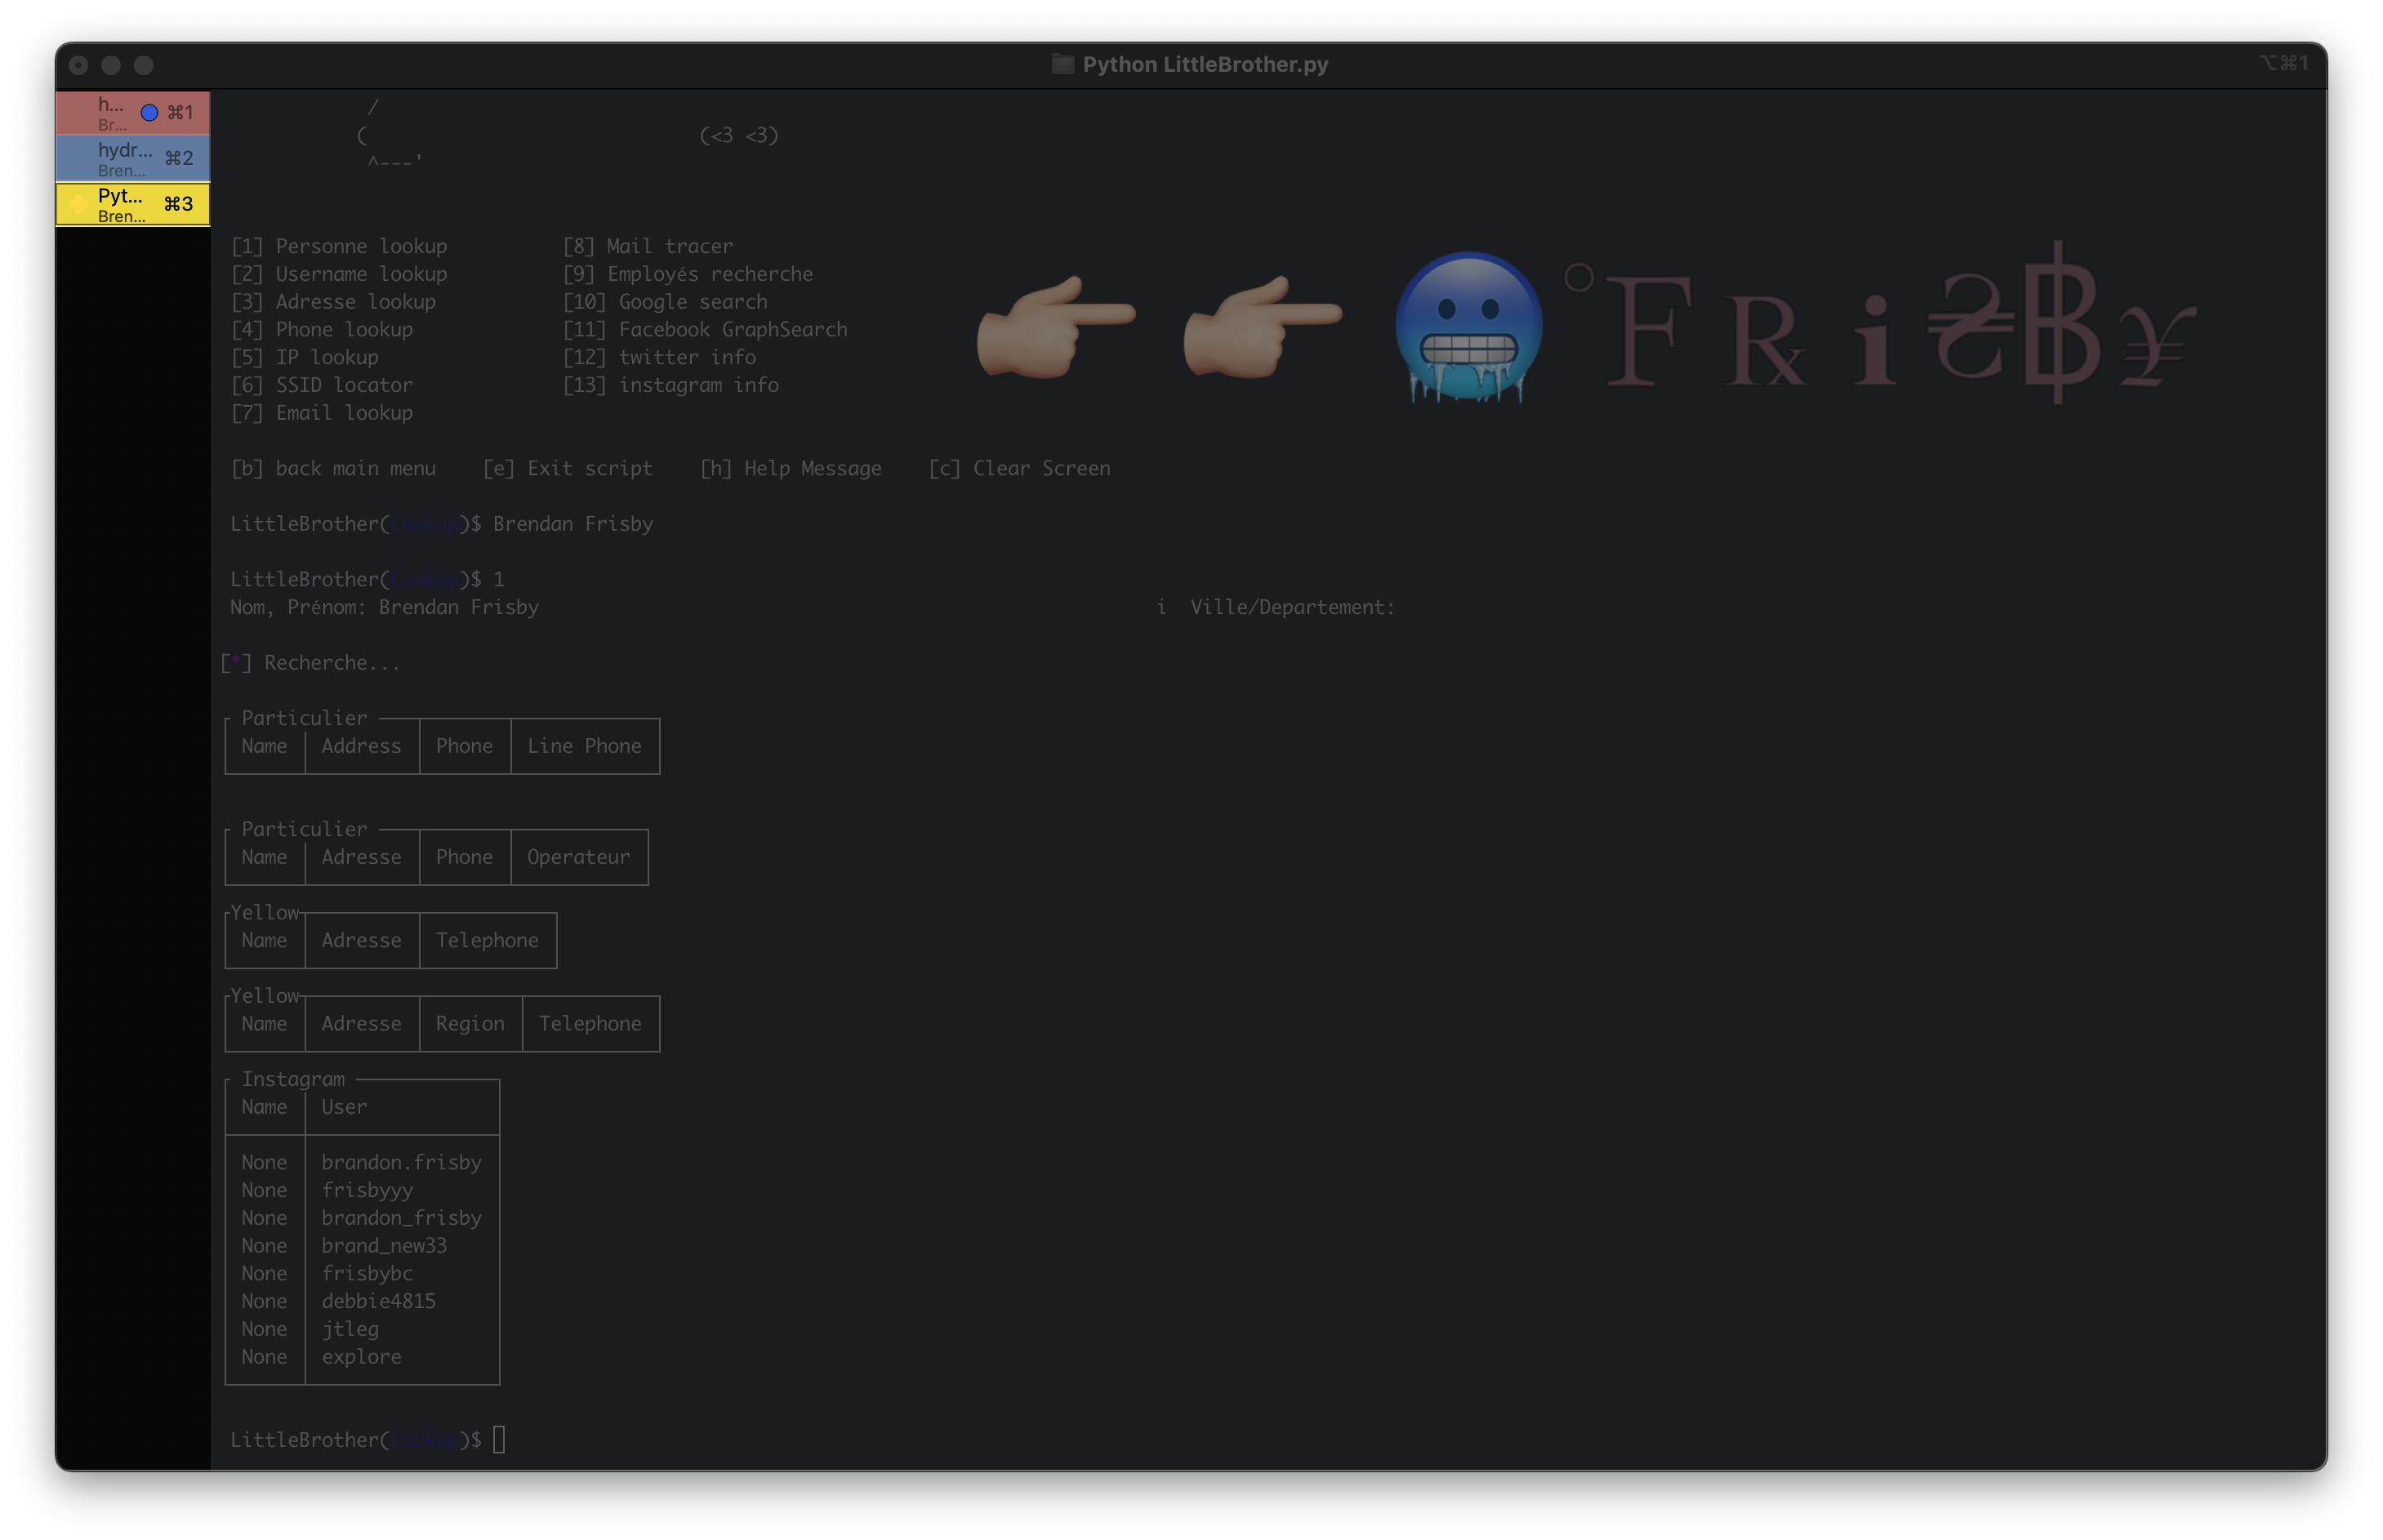 Python LittleBrother.py
⌥⌘1
h... ⌘1
Br...
hydr... ⌘2
Bren...
Pyt... ⌘3
Bren...
/
( (<3 <3)
^---'
[1] Personne lookup [8] Mail tracer
[2] Username lookup [9] Employés recherche
[3] Adresse lookup [10] Google search
[4] Phone lookup [11] Facebook GraphSearch
[5] IP lookup [12] twitter info
[6] SSID locator [13] instagram info
[7] Email lookup
°FRxi₴฿¥
[b] back main menu [e] Exit script [h] Help Message [c] Clear Screen
LittleBrother(Lookup)$ Brendan Frisby
LittleBrother(Lookup)$ 1
Nom, Prénom: Brendan Frisby i Ville/Departement:
[*] Recherche...
Particulier
Name Address Phone Line Phone
Particulier
Name Adresse Phone Operateur
Yellow
Name Adresse Telephone
Yellow
Name Adresse Region Telephone
Instagram
Name User
None brandon.frisby
None frisbyyy
None brandon_frisby
None brand_new33
None frisbybc
None debbie4815
None jtleg
None explore
LittleBrother(Lookup)$